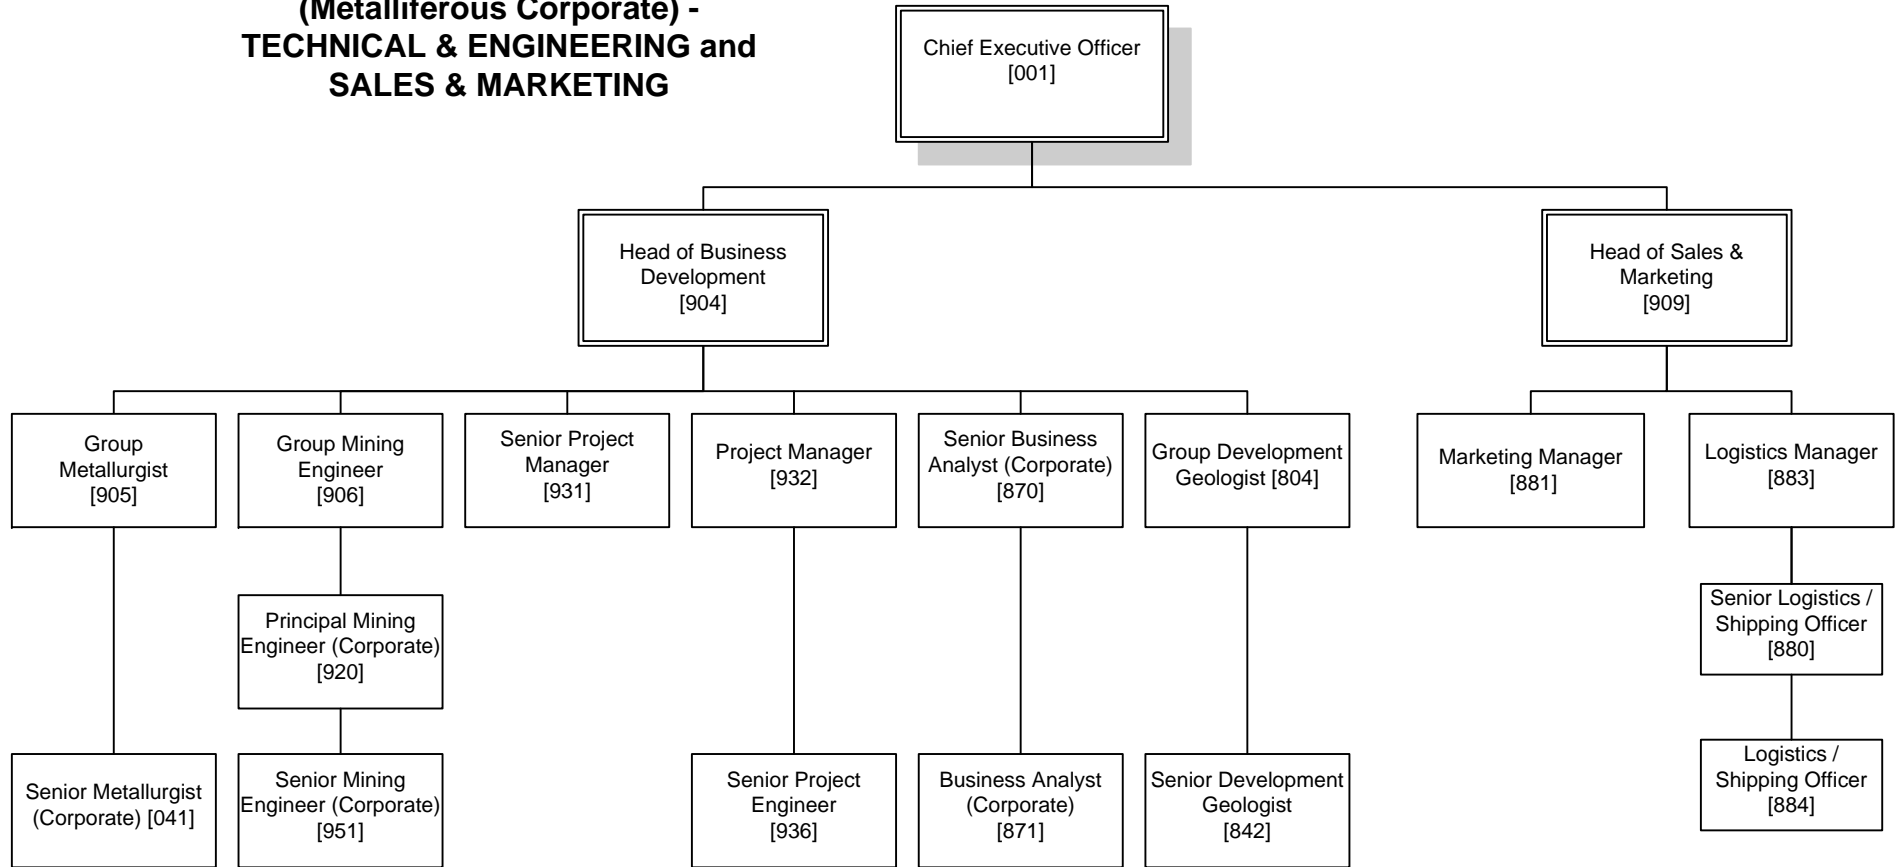 (Metalliferous Corporate) -
TECHNICAL & ENGINEERING and
SALES & MARKETING
Chief Executive Officer
[001]
Head of Business
Development
[904]
Head of Sales &
Marketing
[909]
Group
Metallurgist
[905]
Group Mining
Engineer
[906]
Senior Project
Manager
[931]
Project Manager
[932]
Senior Business
Analyst (Corporate)
[870]
Group Development
Geologist [804]
Marketing Manager
[881]
Logistics Manager
[883]
Principal Mining
Engineer (Corporate)
[920]
Senior Logistics /
Shipping Officer
[880]
Senior Metallurgist
(Corporate) [041]
Senior Mining
Engineer (Corporate)
[951]
Senior Project
Engineer
[936]
Business Analyst
(Corporate)
[871]
Senior Development
Geologist
[842]
Logistics /
Shipping Officer
[884]